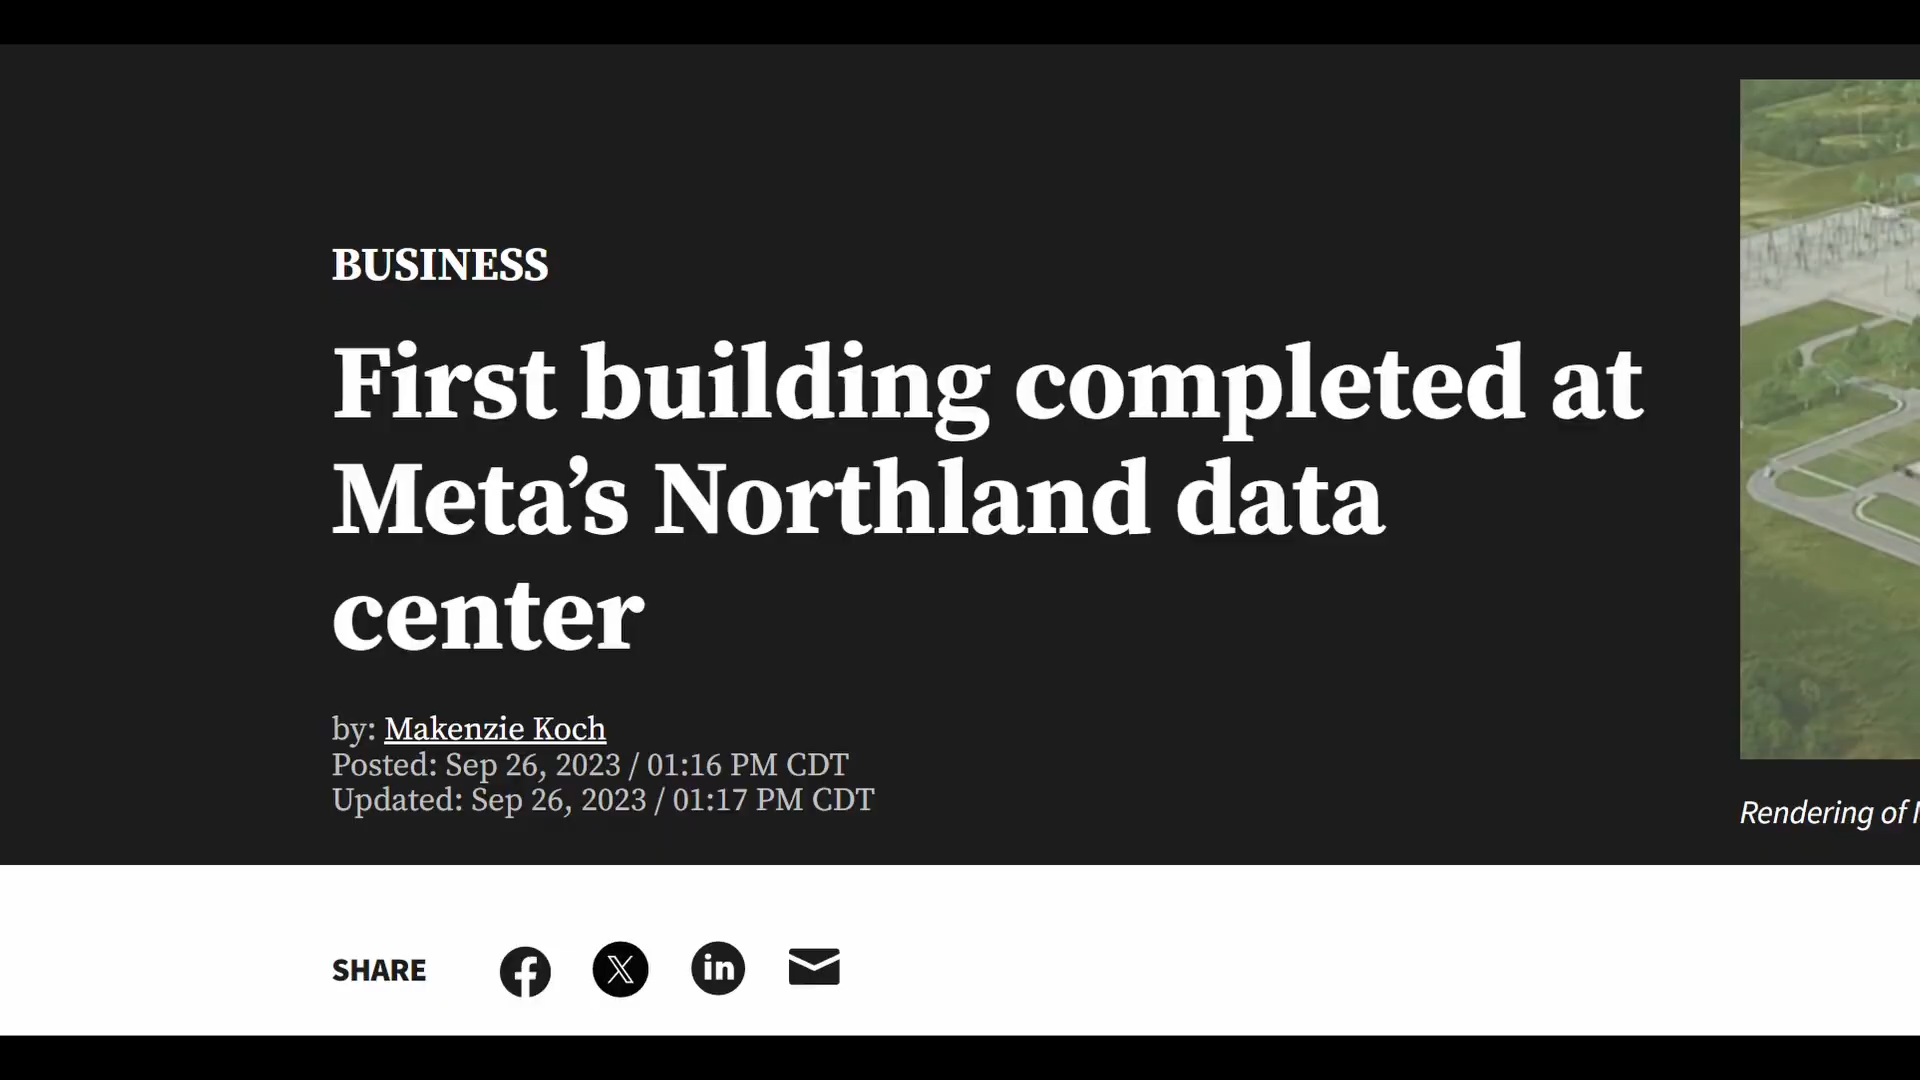 BUSINESS
First building completed at
Meta’s Northland data
center
by: Makenzie Koch
Posted: Sep 26, 2023 / 01:16 PM CDT
Updated: Sep 26, 2023 / 01:17 PM CDT
Rendering of
SHARE